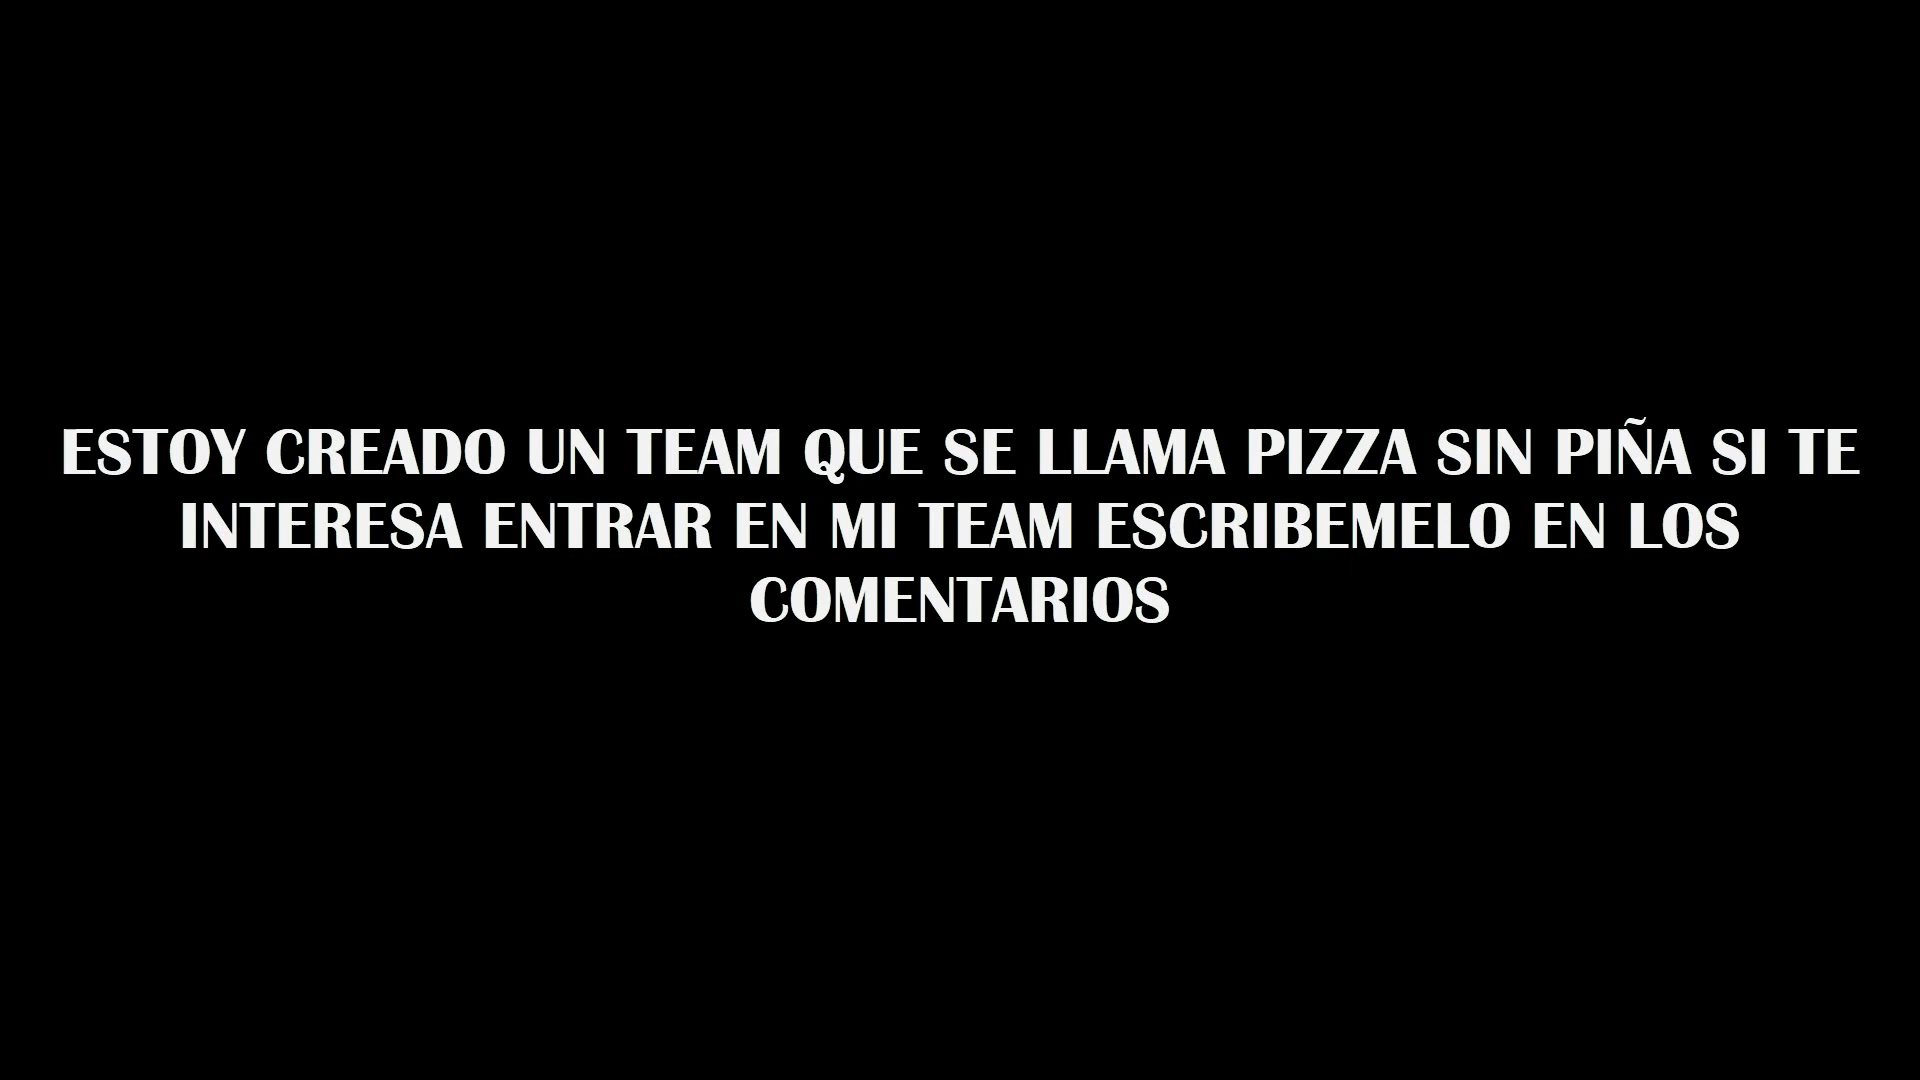 ESTOY CREADO UN TEAM QUE SE LLAMA PIZZA SIN PIÑA SI TE
INTERESA ENTRAR EN MI TEAM ESCRIBEMELO EN LOS
COMENTARIOS